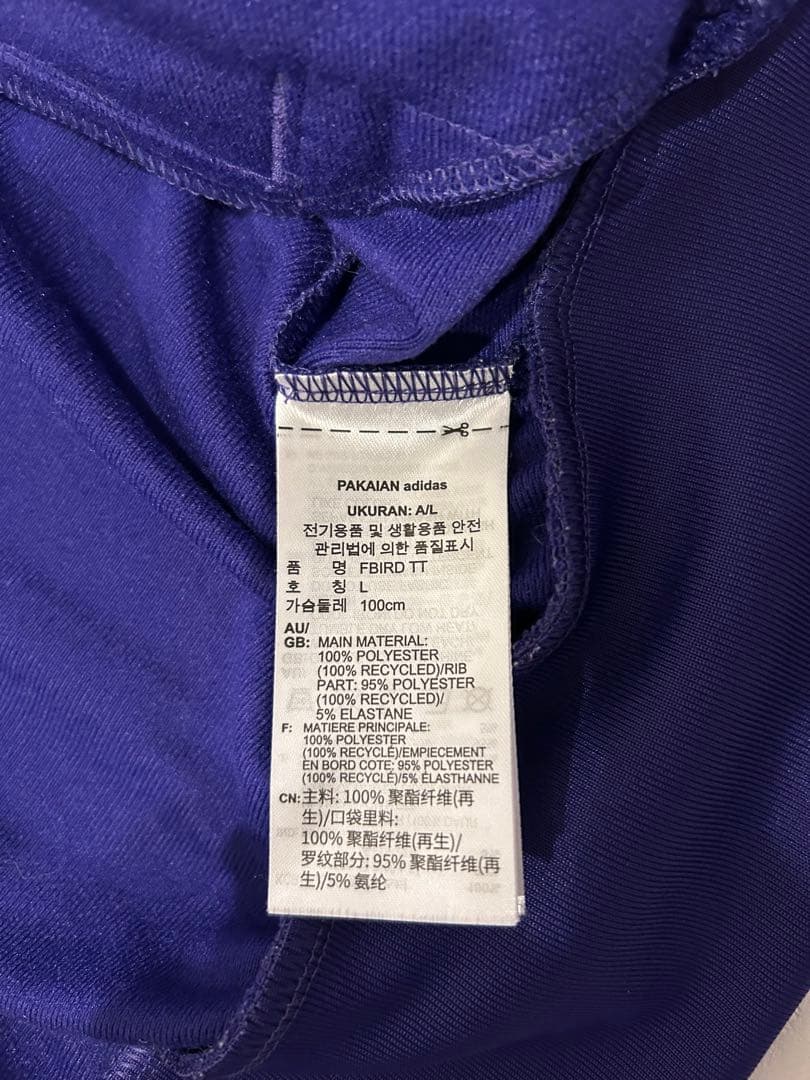 PAKAIAN adidas
UKURAN: A/L
전기용품 및 생활용품 안전
관리법에 의한 품질표시
품 명 FBIRD TT
호 칭 L
가슴둘레 100cm
AU/
GB: MAIN MATERIAL:
100% POLYESTER
(100% RECYCLED)/RIB
PART: 95% POLYESTER
(100% RECYCLED)/
5% ELASTANE
F: MATIERE PRINCIPALE:
100% POLYESTER
(100% RECYCLÉ)/EMPIECEMENT
EN BORD COTE: 95% POLYESTER
(100% RECYCLÉ)/5% ÉLASTHANNE
CN: 主料: 100% 聚酯纤维(再
生)/口袋里料:
100% 聚酯纤维(再生)/
罗纹部分: 95% 聚酯纤维(再
生)/5% 氨纶